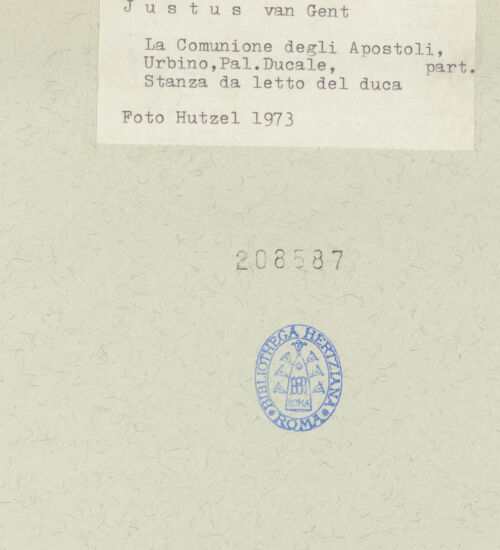 J u s t u s van Gent
La Comunione degli Apostoli,
Urbino,Pal.Ducale, part.
Stanza da letto del duca
Foto Hutzel 1973
208587
BIBLIOTHECA HERTZIANA
ROMA
ROMA